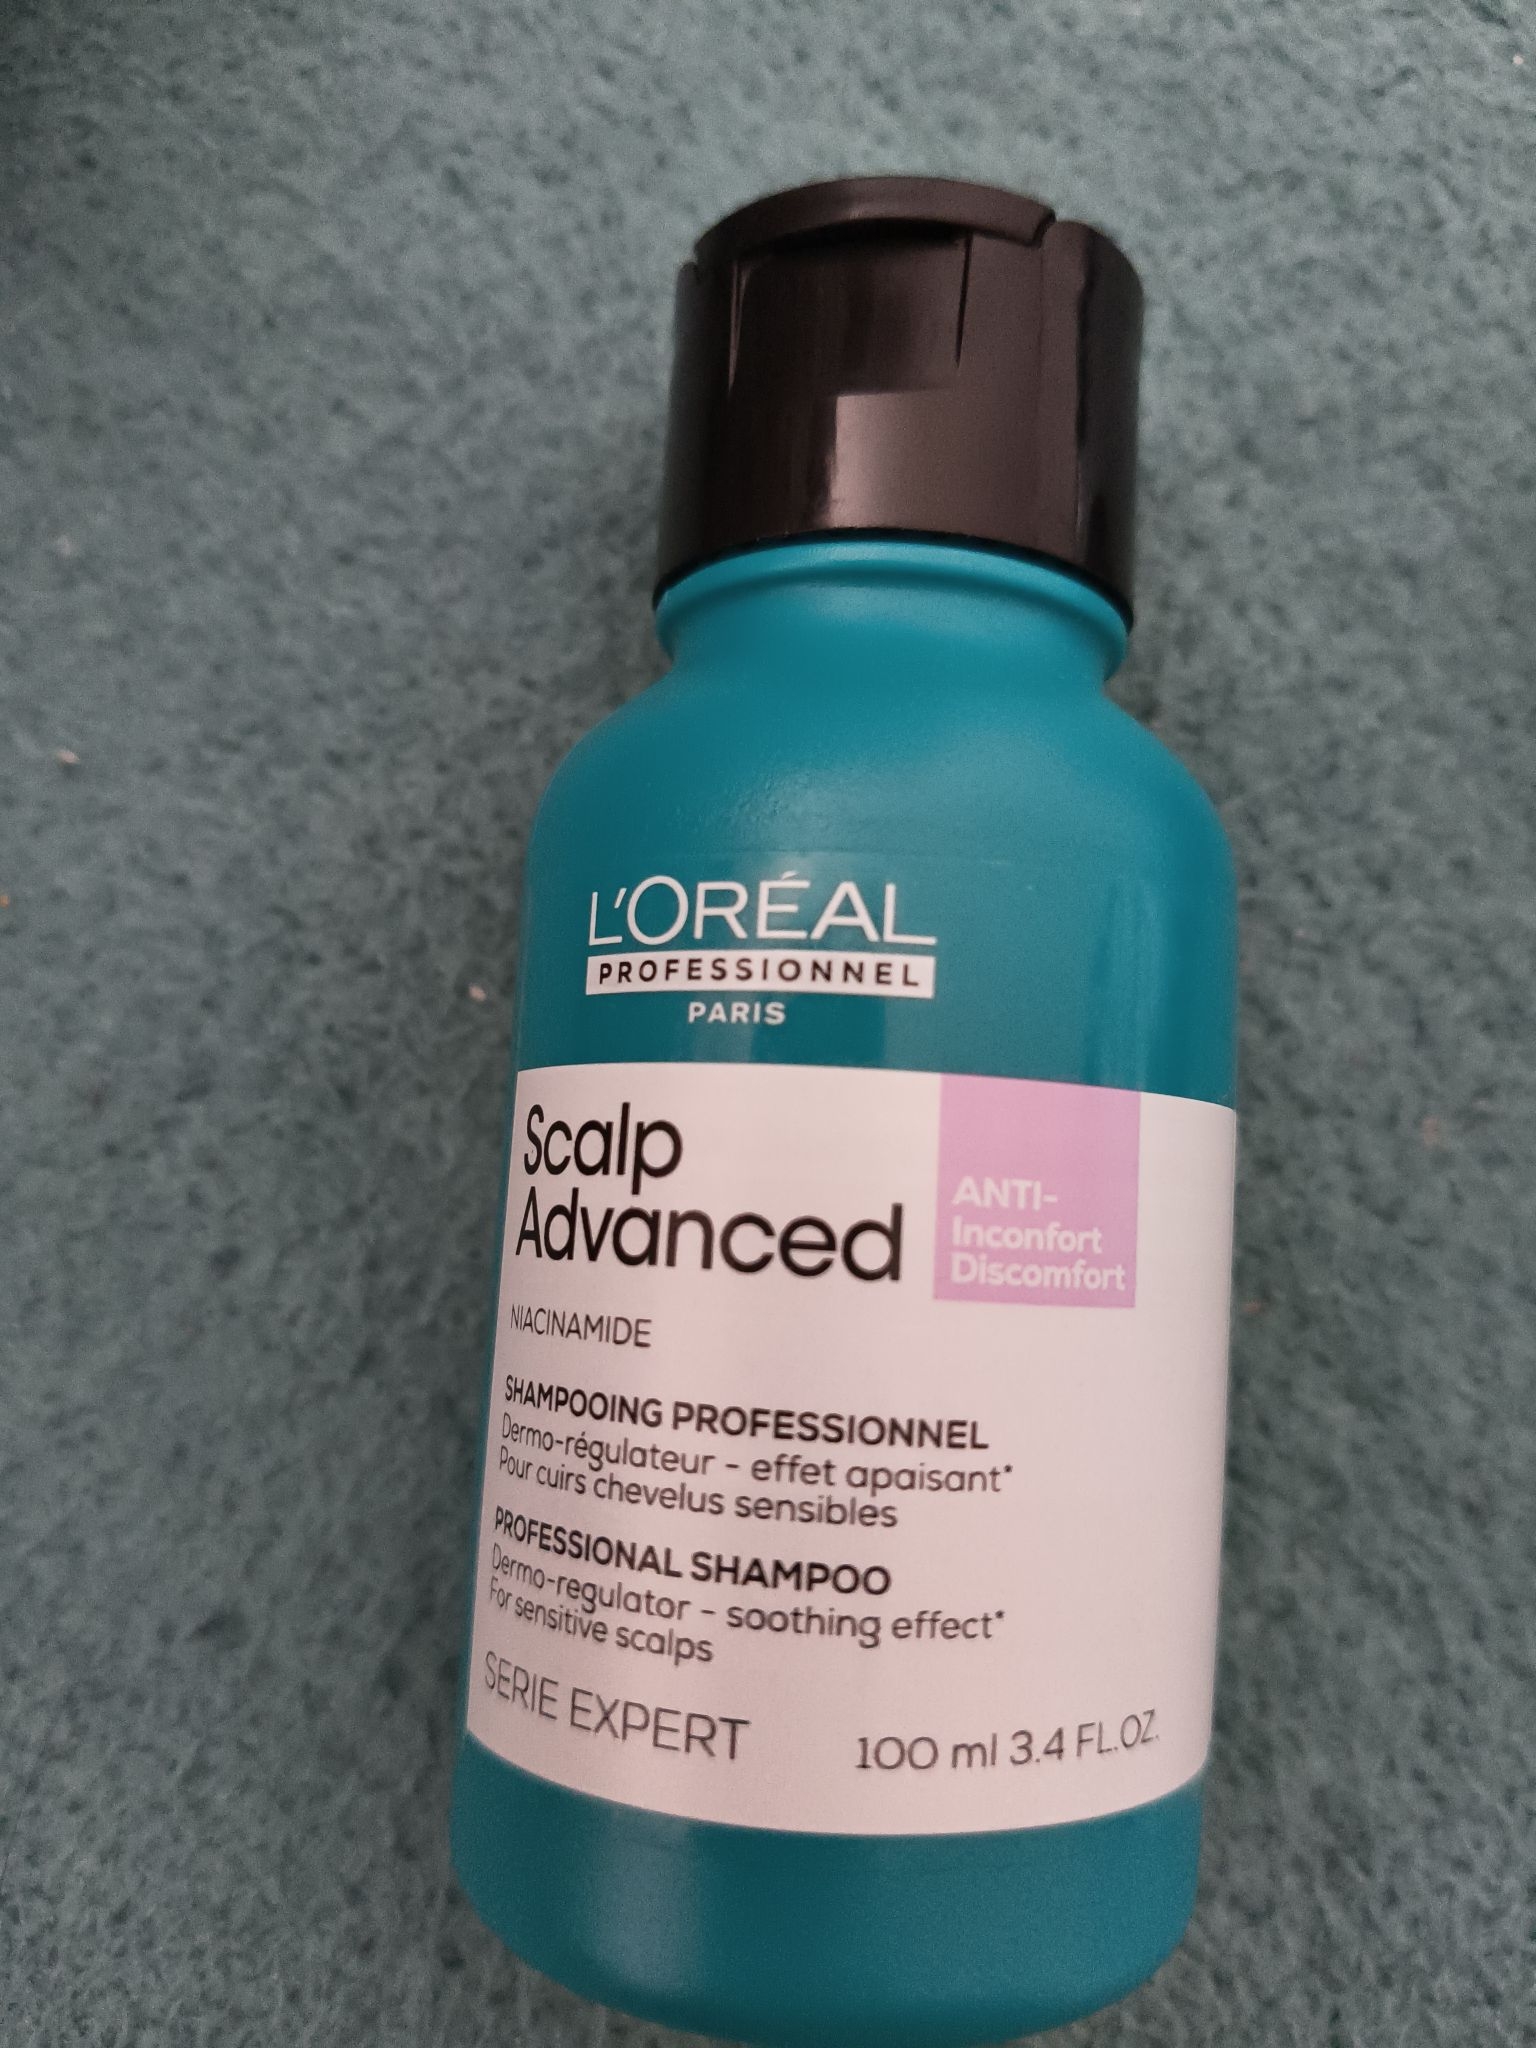 L'ORÉAL
PROFESSIONNEL
PARIS
Scalp
Advanced
ANTI-
Inconfort
Discomfort
NIACINAMIDE
SHAMPOOING PROFESSIONNEL
Dermo-régulateur - effet apaisant*
Pour cuirs chevelus sensibles
PROFESSIONAL SHAMPOO
Dermo-regulator - soothing effect*
For sensitive scalps
SERIE EXPERT
100 ml 3.4 FL.OZ.